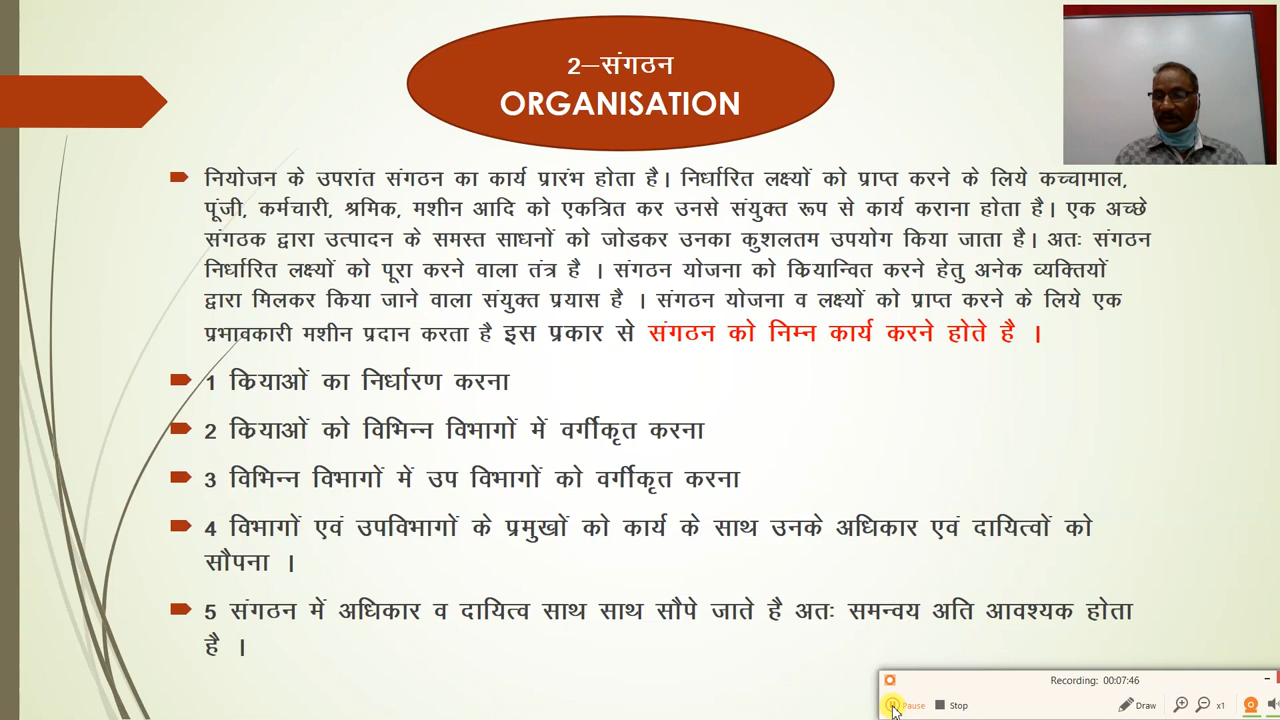 2–संगठन
ORGANISATION
नियोजन के उपरांत संगठन का कार्य प्रारंभ होता है। निर्धारित लक्ष्यों को प्राप्त करने के लिये कच्चामाल,
पूंजी, कर्मचारी, श्रमिक, मशीन आदि को एकत्रित कर उनसे संयुक्त रूप से कार्य कराना होता है। एक अच्छे
संगठक द्वारा उत्पादन के समस्त साधनों को जोडकर उनका कुशलतम उपयोग किया जाता है। अतः संगठन
निर्धारित लक्ष्यों को पूरा करने वाला तंत्र है । संगठन योजना को कियान्वित करने हेतु अनेक व्यक्तियों
द्वारा मिलकर किया जाने वाला संयुक्त प्रयास है । संगठन योजना व लक्ष्यों को प्राप्त करने के लिये एक
प्रभावकारी मशीन प्रदान करता है इस प्रकार से संगठन को निम्न कार्य करने होते है ।
1 कियाओं का निर्धारण करना
2 कियाओं को विभिन्न विभागों में वर्गीकृत करना
3 विभिन्न विभागों में उप विभागों को वर्गीकृत करना
4 विभागों एवं उपविभागों के प्रमुखों को कार्य के साथ उनके अधिकार एवं दायित्वों को
सौपना ।
5 संगठन में अधिकार व दायित्व साथ साथ सौपे जाते है अतः समन्वय अति आवश्यक होता
है ।
Recording: 00:07:46
Pause Stop Draw x1